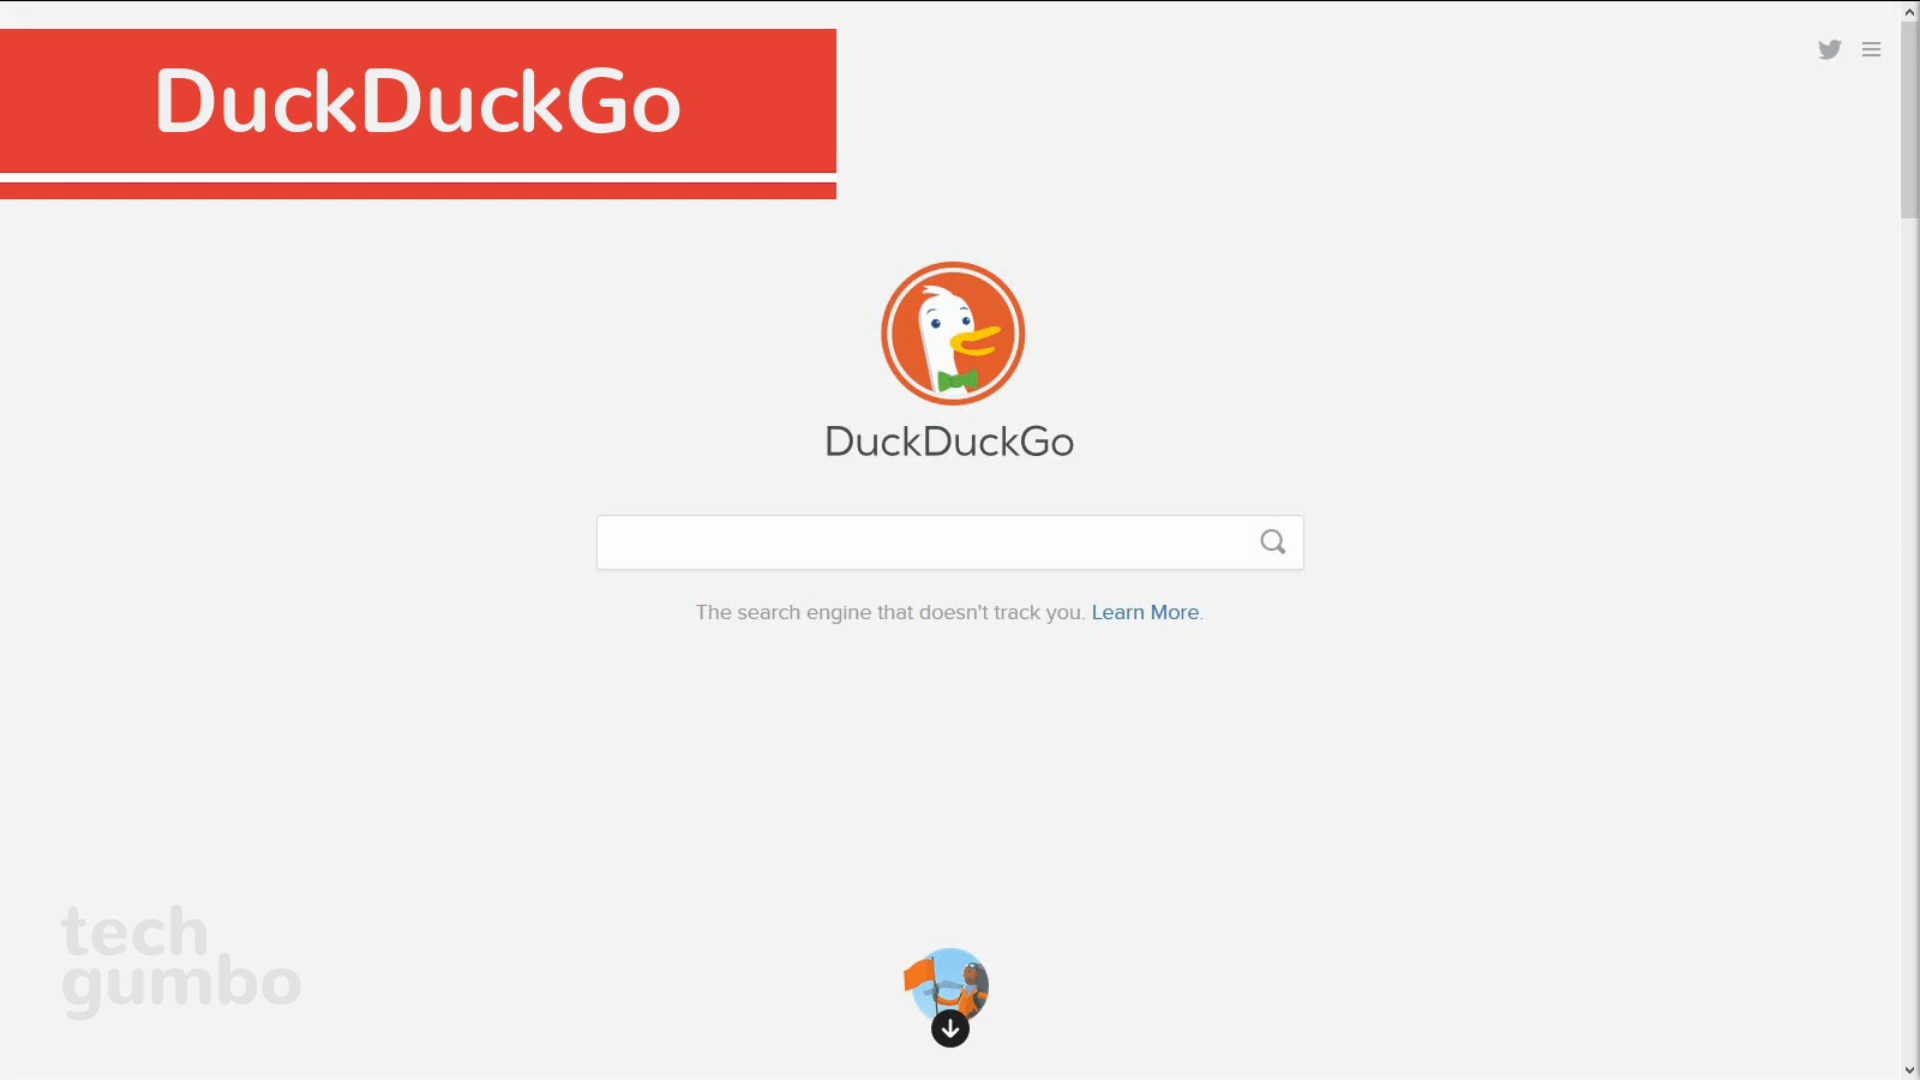 DuckDuckGo
DuckDuckGo
The search engine that doesn't track you. Learn More.
tech
gumbo